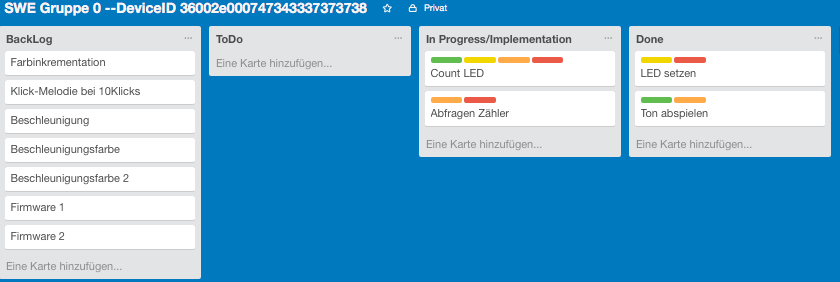 SWE Gruppe 0 --DeviceID 36002e000747343337373738 Privat
BackLog
Farbinkrementation
Klick-Melodie bei 10Klicks
Beschleunigung
Beschleunigungsfarbe
Beschleunigungsfarbe 2
Firmware 1
Firmware 2
Eine Karte hinzufügen...
ToDo
Eine Karte hinzufügen...
In Progress/Implementation
Count LED
Abfragen Zähler
Eine Karte hinzufügen...
Done
LED setzen
Ton abspielen
Eine Karte hinzufügen...